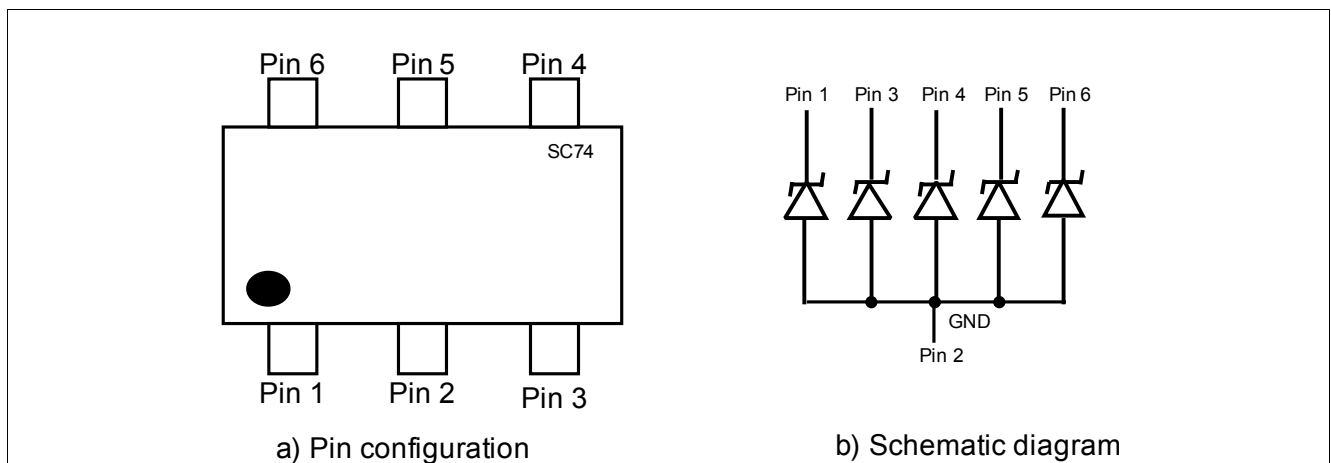 Pin 6 Pin 5 Pin 4
SC74
Pin 1 Pin 2 Pin 3
a) Pin configuration
Pin 1 Pin 3 Pin 4 Pin 5 Pin 6
GND
Pin 2
b) Schematic diagram